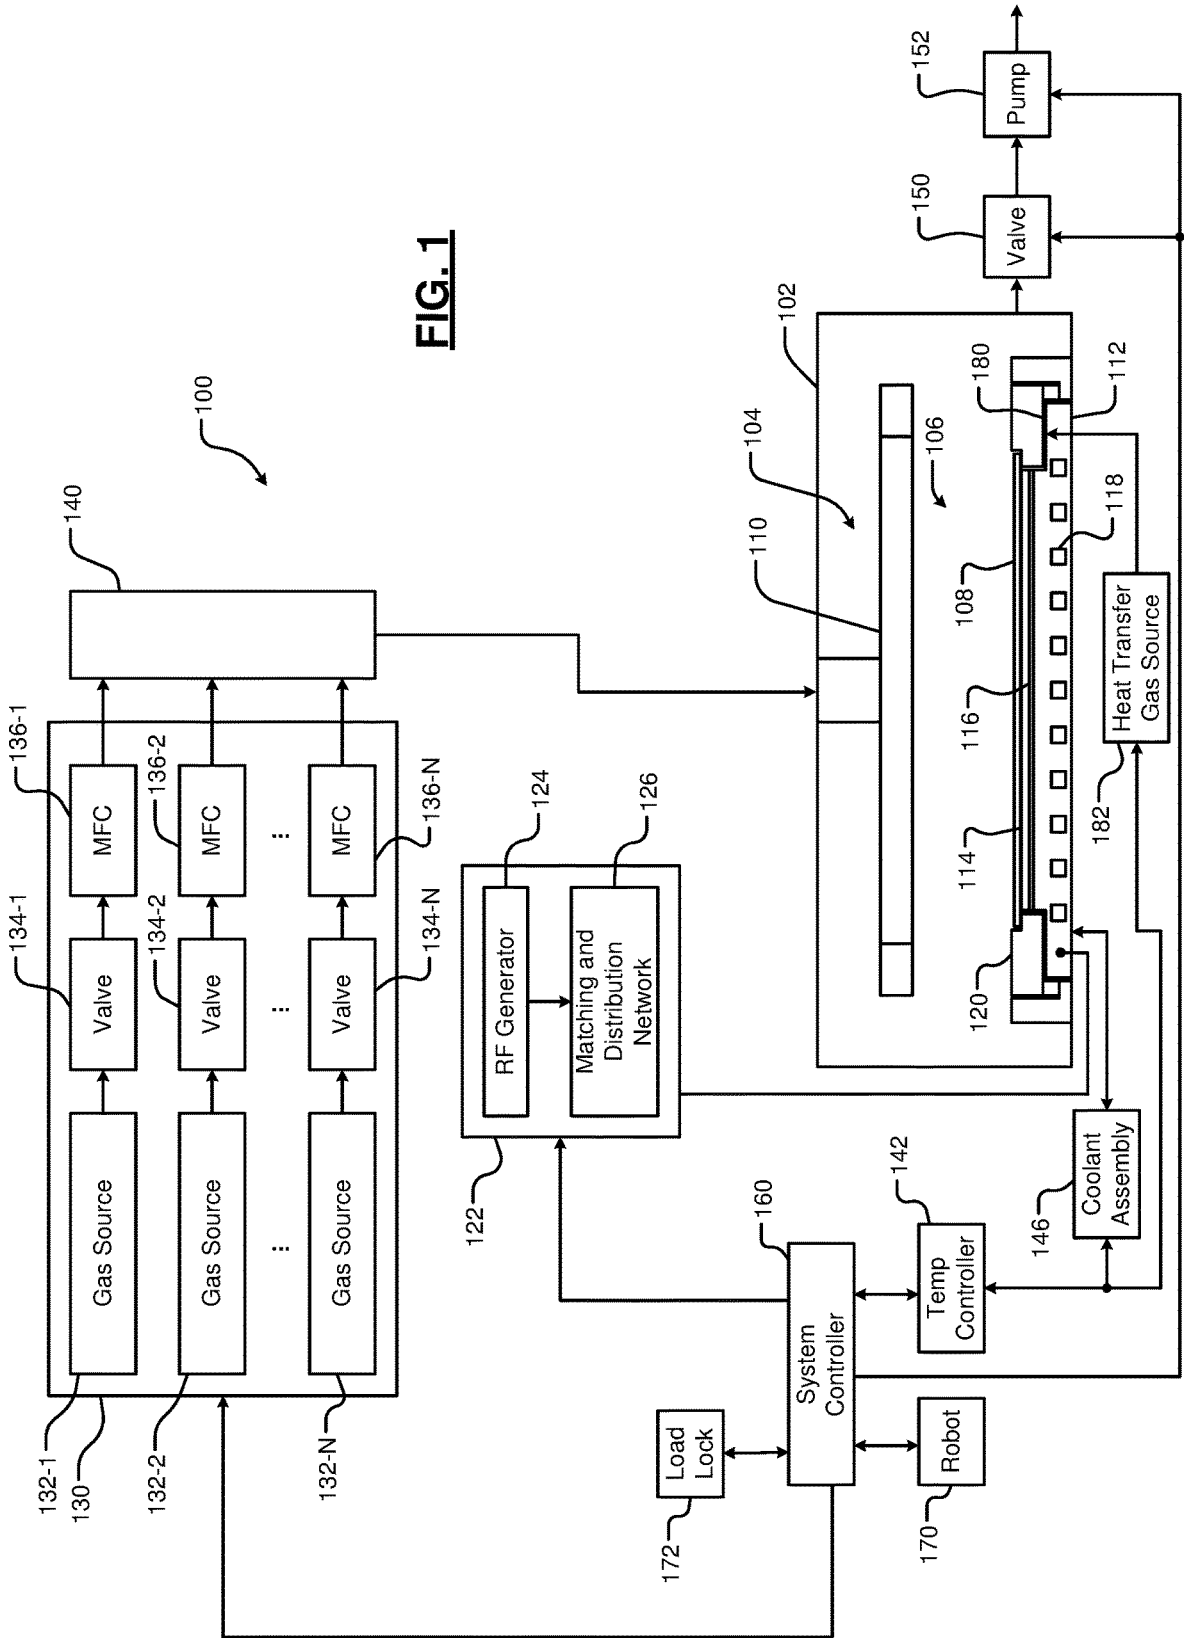 FIG. 1
100
140
130
132-1
Gas Source
134-1
Valve
136-1
MFC
132-2
Gas Source
134-2
Valve
136-2
MFC
...
...
...
132-N
Gas Source
134-N
Valve
136-N
MFC
122
RF Generator
124
Matching and
Distribution
Network
126
102
104
110
106
108
114
116
118
120
180
112
Valve
150
Pump
152
172
Load
Lock
160
System
Controller
170
Robot
142
Temp
Controller
146
Coolant
Assembly
182
Heat Transfer
Gas Source